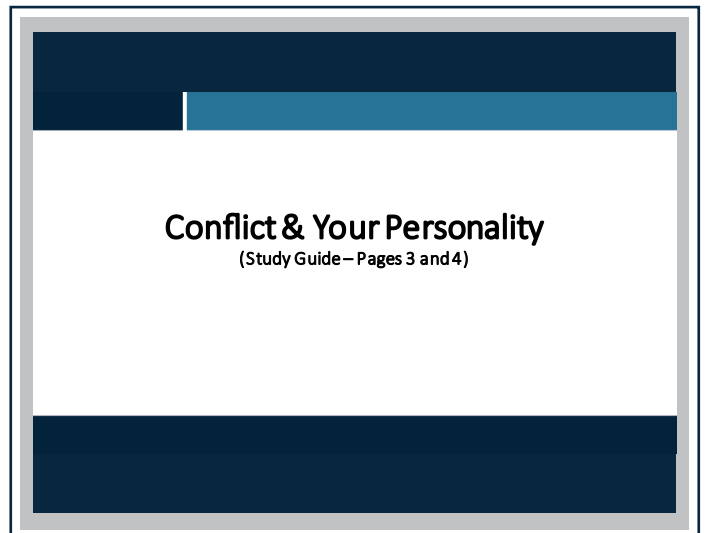 Conflict & Your Personality
(Study Guide – Pages 3 and 4)